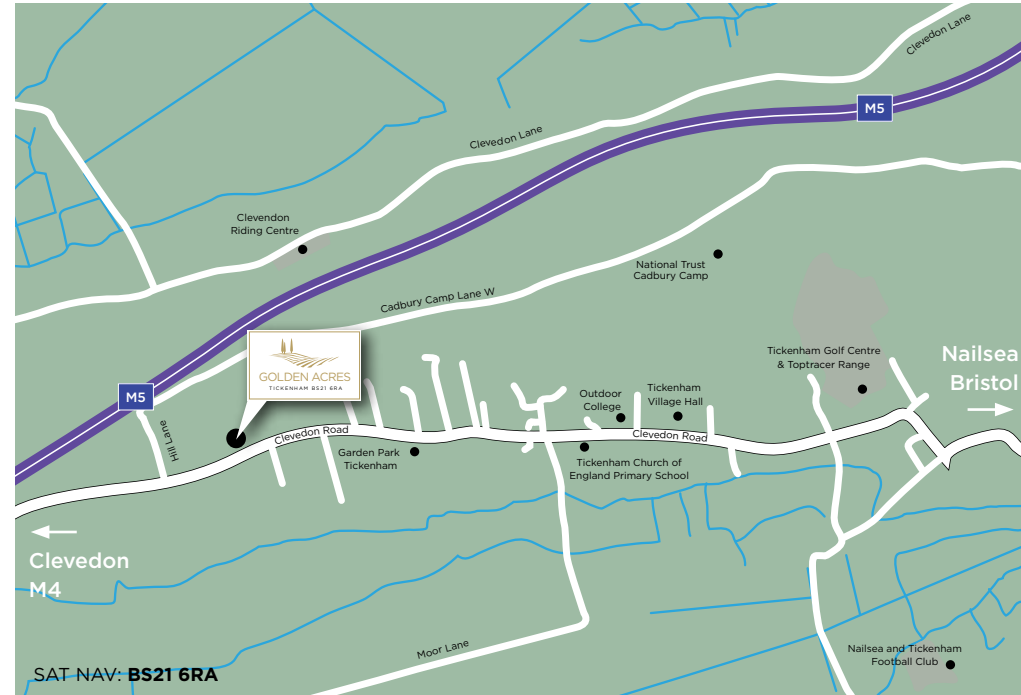 Clevedon Lane
M5
Clevedon Lane
Clevendon
Riding Centre
National Trust
Cadbury Camp
Cadbury Camp Lane W
GOLDEN ACRES
TICKENHAM BS21 6RA
Tickenham Golf Centre
& Toptracer Range
Nailsea
Bristol
M5
Outdoor
College
Tickenham
Village Hall
Hill Lane
Clevedon Road
Clevedon Road
Garden Park
Tickenham
Tickenham Church of
England Primary School
Clevedon
M4
Moor Lane
Nailsea and Tickenham
Football Club
SAT NAV: BS21 6RA